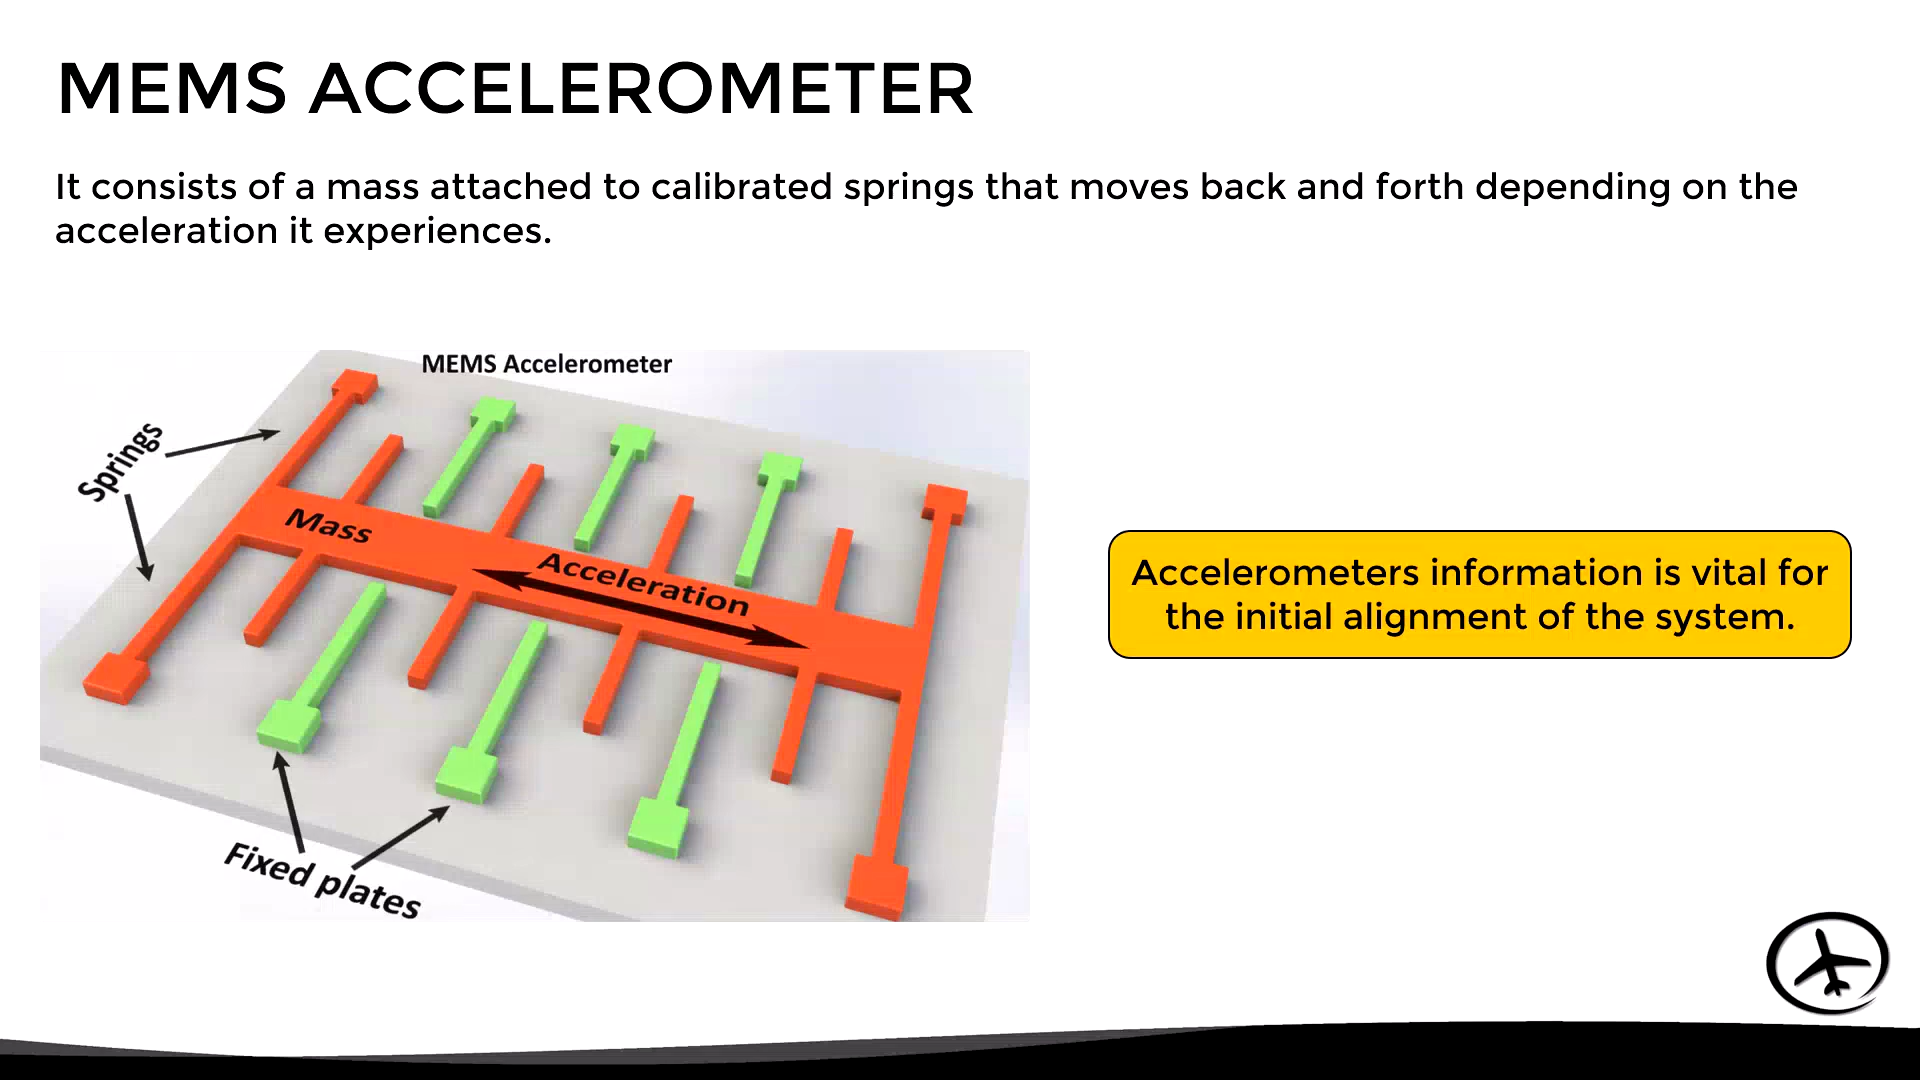 MEMS ACCELEROMETER
It consists of a mass attached to calibrated springs that moves back and forth depending on the
acceleration it experiences.
MEMS Accelerometer
Springs
Mass
Acceleration
Fixed plates
Accelerometers information is vital for
the initial alignment of the system.